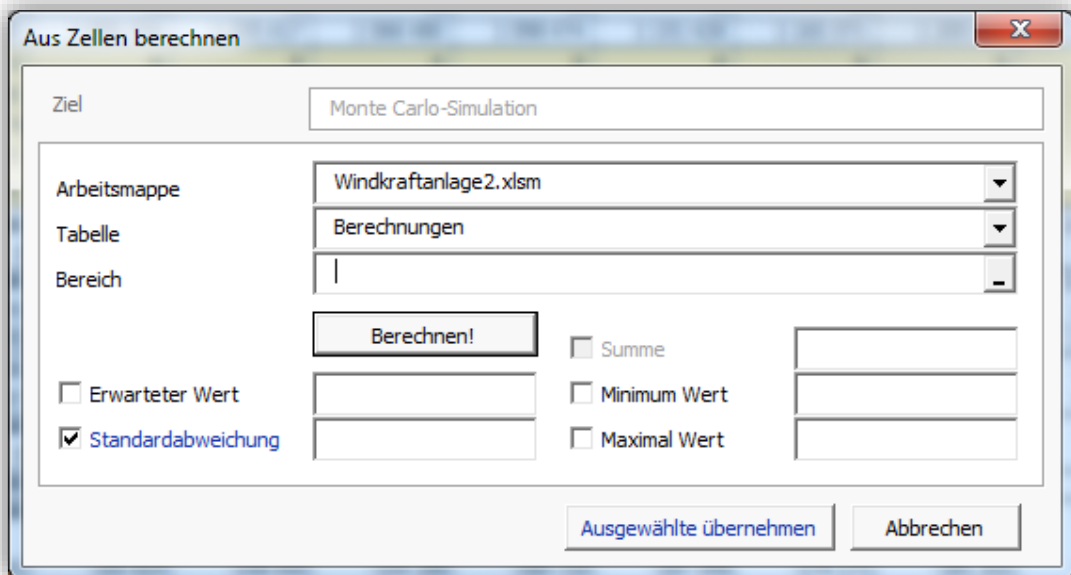 Aus Zellen berechnen
Ziel
Monte Carlo-Simulation
Arbeitsmappe
Windkraftanlage2.xlsm
Tabelle
Berechnungen
Bereich
Berechnen!
Summe
Erwarteter Wert
Minimum Wert
Standardabweichung
Maximal Wert
Ausgewählte übernehmen
Abbrechen